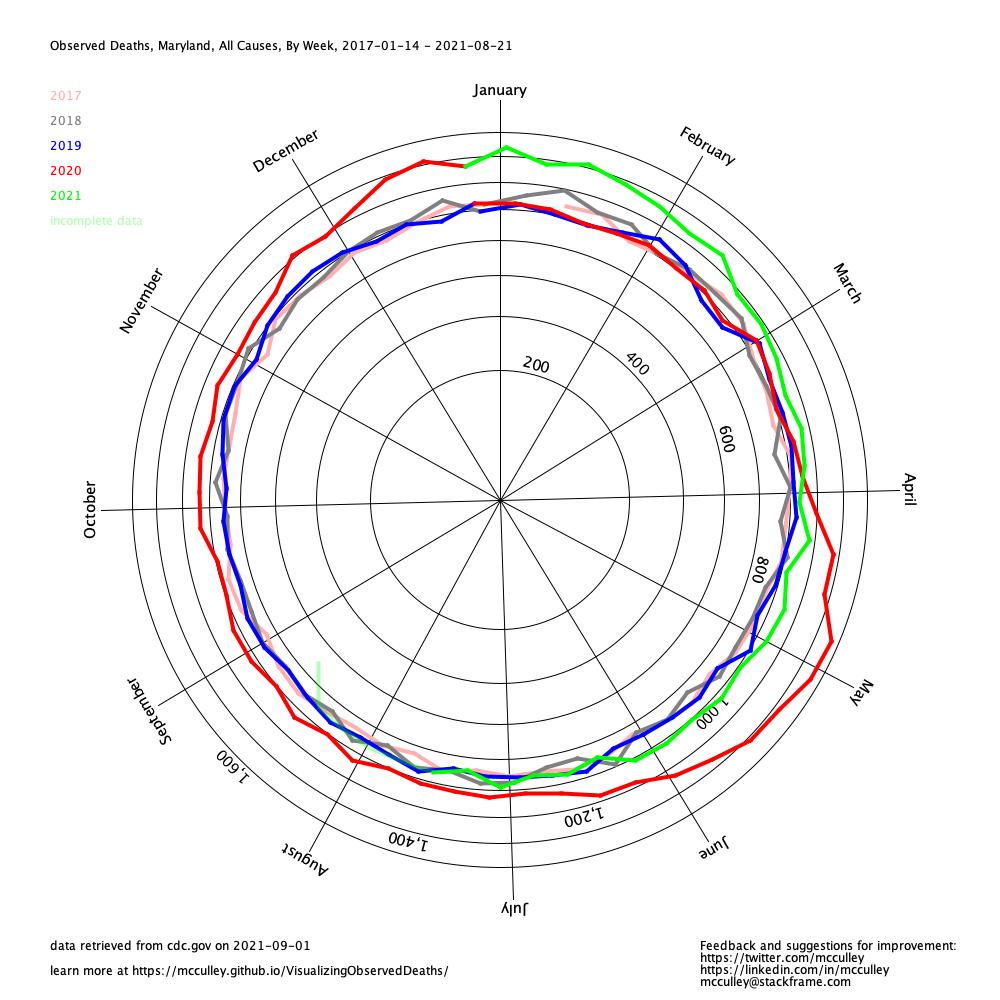 Observed Deaths, Maryland, All Causes, By Week, 2017-01-14 - 2021-08-21
2017
2018
2019
2020
2021
incomplete data
January
February
March
April
May
June
July
August
September
October
November
December
200
400
600
800
1,000
1,200
1,400
1,600
data retrieved from cdc.gov on 2021-09-01
learn more at https://mcculley.github.io/VisualizingObservedDeaths/
Feedback and suggestions for improvement:
https://twitter.com/mcculley
https://linkedin.com/in/mcculley
mcculley@stackframe.com